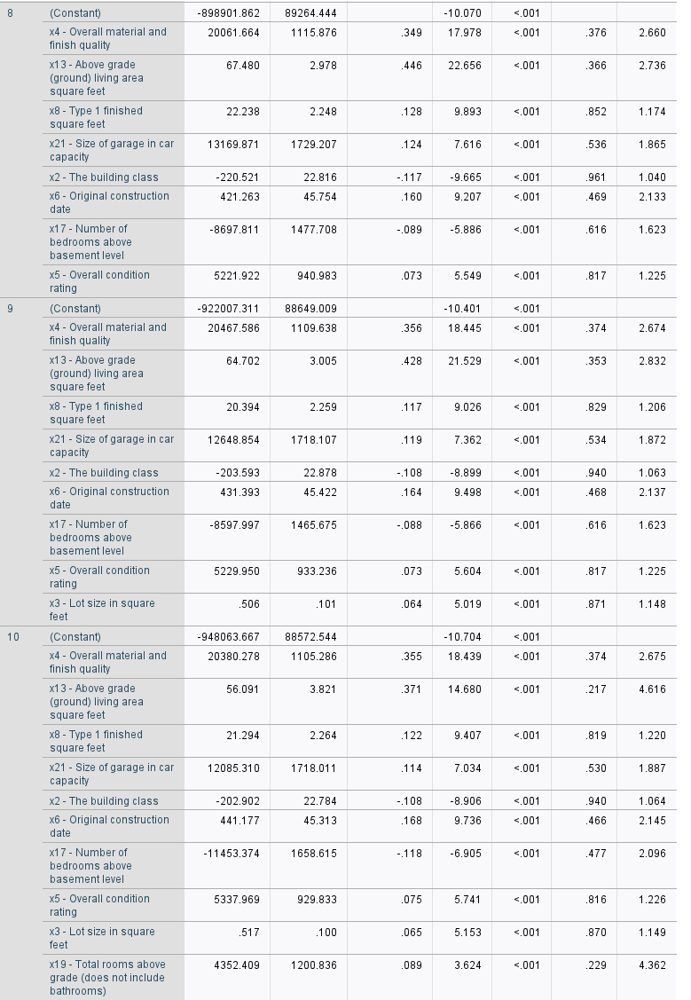 8 (Constant) -898901.862 89264.444 -10.070 <.001
x4 - Overall material and 20061.664 1115.876 .349 17.978 <.001 .376 2.660
finish quality
x13 - Above grade 67.480 2.978 .446 22.656 <.001 .366 2.736
(ground) living area
square feet
x8 - Type 1 finished 22.238 2.248 .128 9.893 <.001 .852 1.174
square feet
x21 - Size of garage in car 13169.871 1729.207 .124 7.616 <.001 .536 1.865
capacity
x2 - The building class -220.521 22.816 -.117 -9.665 <.001 .961 1.040
x6 - Original construction 421.263 45.754 .160 9.207 <.001 .469 2.133
date
x17 - Number of -8697.811 1477.708 -.089 -5.886 <.001 .616 1.623
bedrooms above
basement level
x5 - Overall condition 5221.922 940.983 .073 5.549 <.001 .817 1.225
rating
9 (Constant) -922007.311 88649.009 -10.401 <.001
x4 - Overall material and 20467.586 1109.638 .356 18.445 <.001 .374 2.674
finish quality
x13 - Above grade 64.702 3.005 .428 21.529 <.001 .353 2.832
(ground) living area
square feet
x8 - Type 1 finished 20.394 2.259 .117 9.026 <.001 .829 1.206
square feet
x21 - Size of garage in car 12648.854 1718.107 .119 7.362 <.001 .534 1.872
capacity
x2 - The building class -203.593 22.878 -.108 -8.899 <.001 .940 1.063
x6 - Original construction 431.393 45.422 .164 9.498 <.001 .468 2.137
date
x17 - Number of -8597.997 1465.675 -.088 -5.866 <.001 .616 1.623
bedrooms above
basement level
x5 - Overall condition 5229.950 933.236 .073 5.604 <.001 .817 1.225
rating
x3 - Lot size in square .506 .101 .064 5.019 <.001 .871 1.148
feet
10 (Constant) -948063.667 88572.544 -10.704 <.001
x4 - Overall material and 20380.278 1105.286 .355 18.439 <.001 .374 2.675
finish quality
x13 - Above grade 56.091 3.821 .371 14.680 <.001 .217 4.616
(ground) living area
square feet
x8 - Type 1 finished 21.294 2.264 .122 9.407 <.001 .819 1.220
square feet
x21 - Size of garage in car 12085.310 1718.011 .114 7.034 <.001 .530 1.887
capacity
x2 - The building class -202.902 22.784 -.108 -8.906 <.001 .940 1.064
x6 - Original construction 441.177 45.313 .168 9.736 <.001 .466 2.145
date
x17 - Number of -11453.374 1658.615 -.118 -6.905 <.001 .477 2.096
bedrooms above
basement level
x5 - Overall condition 5337.969 929.833 .075 5.741 <.001 .816 1.226
rating
x3 - Lot size in square .517 .100 .065 5.153 <.001 .870 1.149
feet
x19 - Total rooms above 4352.409 1200.836 .089 3.624 <.001 .229 4.362
grade (does not include
bathrooms)